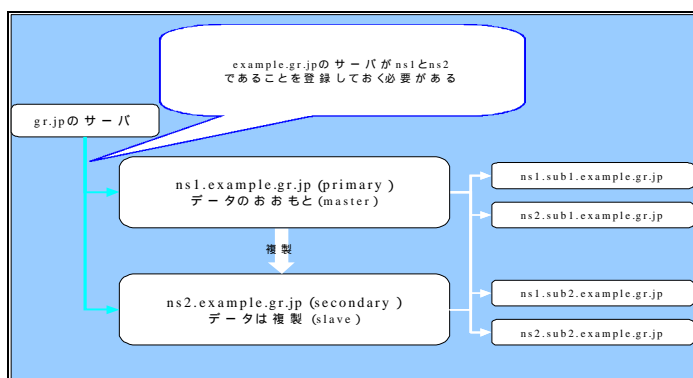 example.gr.jpのサーバがns1とns2
であることを登録しておく必要がある
gr.jpのサーバ
ns1.example.gr.jp (primary)
データのおおもと(master)
複製
ns2.example.gr.jp (secondary)
データは複製 (slave)
ns1.sub1.example.gr.jp
ns2.sub1.example.gr.jp
ns1.sub2.example.gr.jp
ns2.sub2.example.gr.jp